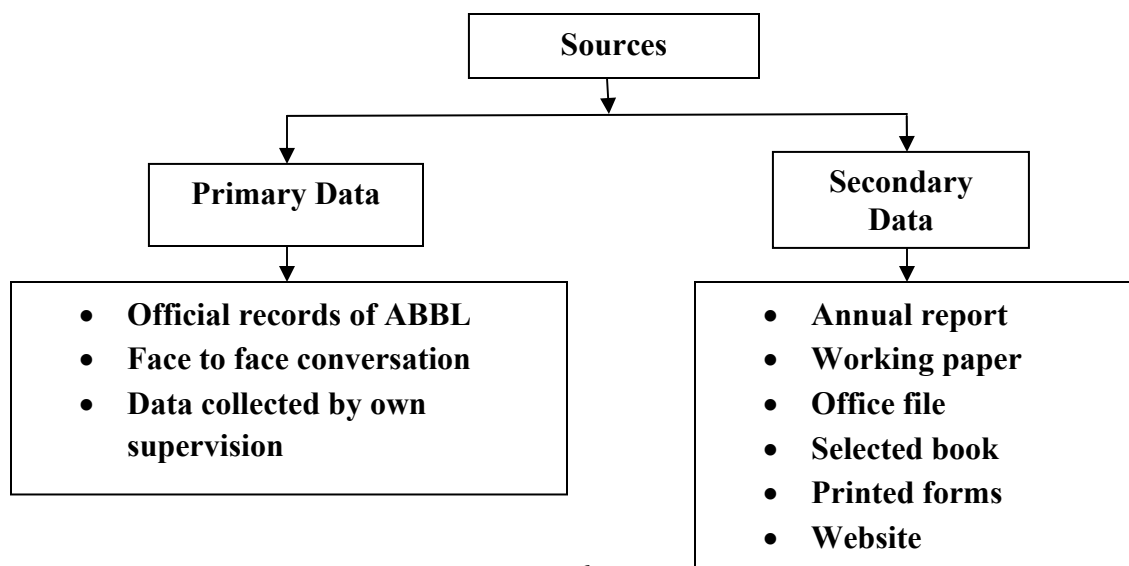 Sources
Primary Data
Secondary
Data
• Official records of ABBL
• Face to face conversation
• Data collected by own
supervision
• Annual report
• Working paper
• Office file
• Selected book
• Printed forms
• Website